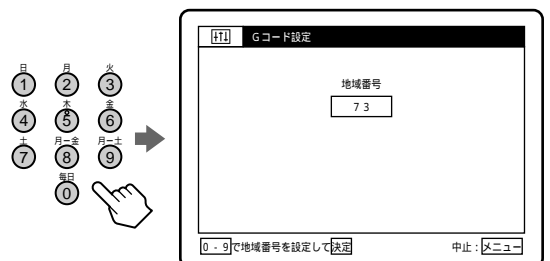 日 月 火
1 2 3
水 木 金
4 5 6
土 月-金 月-土
7 8 9
毎日
0
Gコード設定
地域番号
73
0-9で地域番号を設定して決定 中止:メニュー